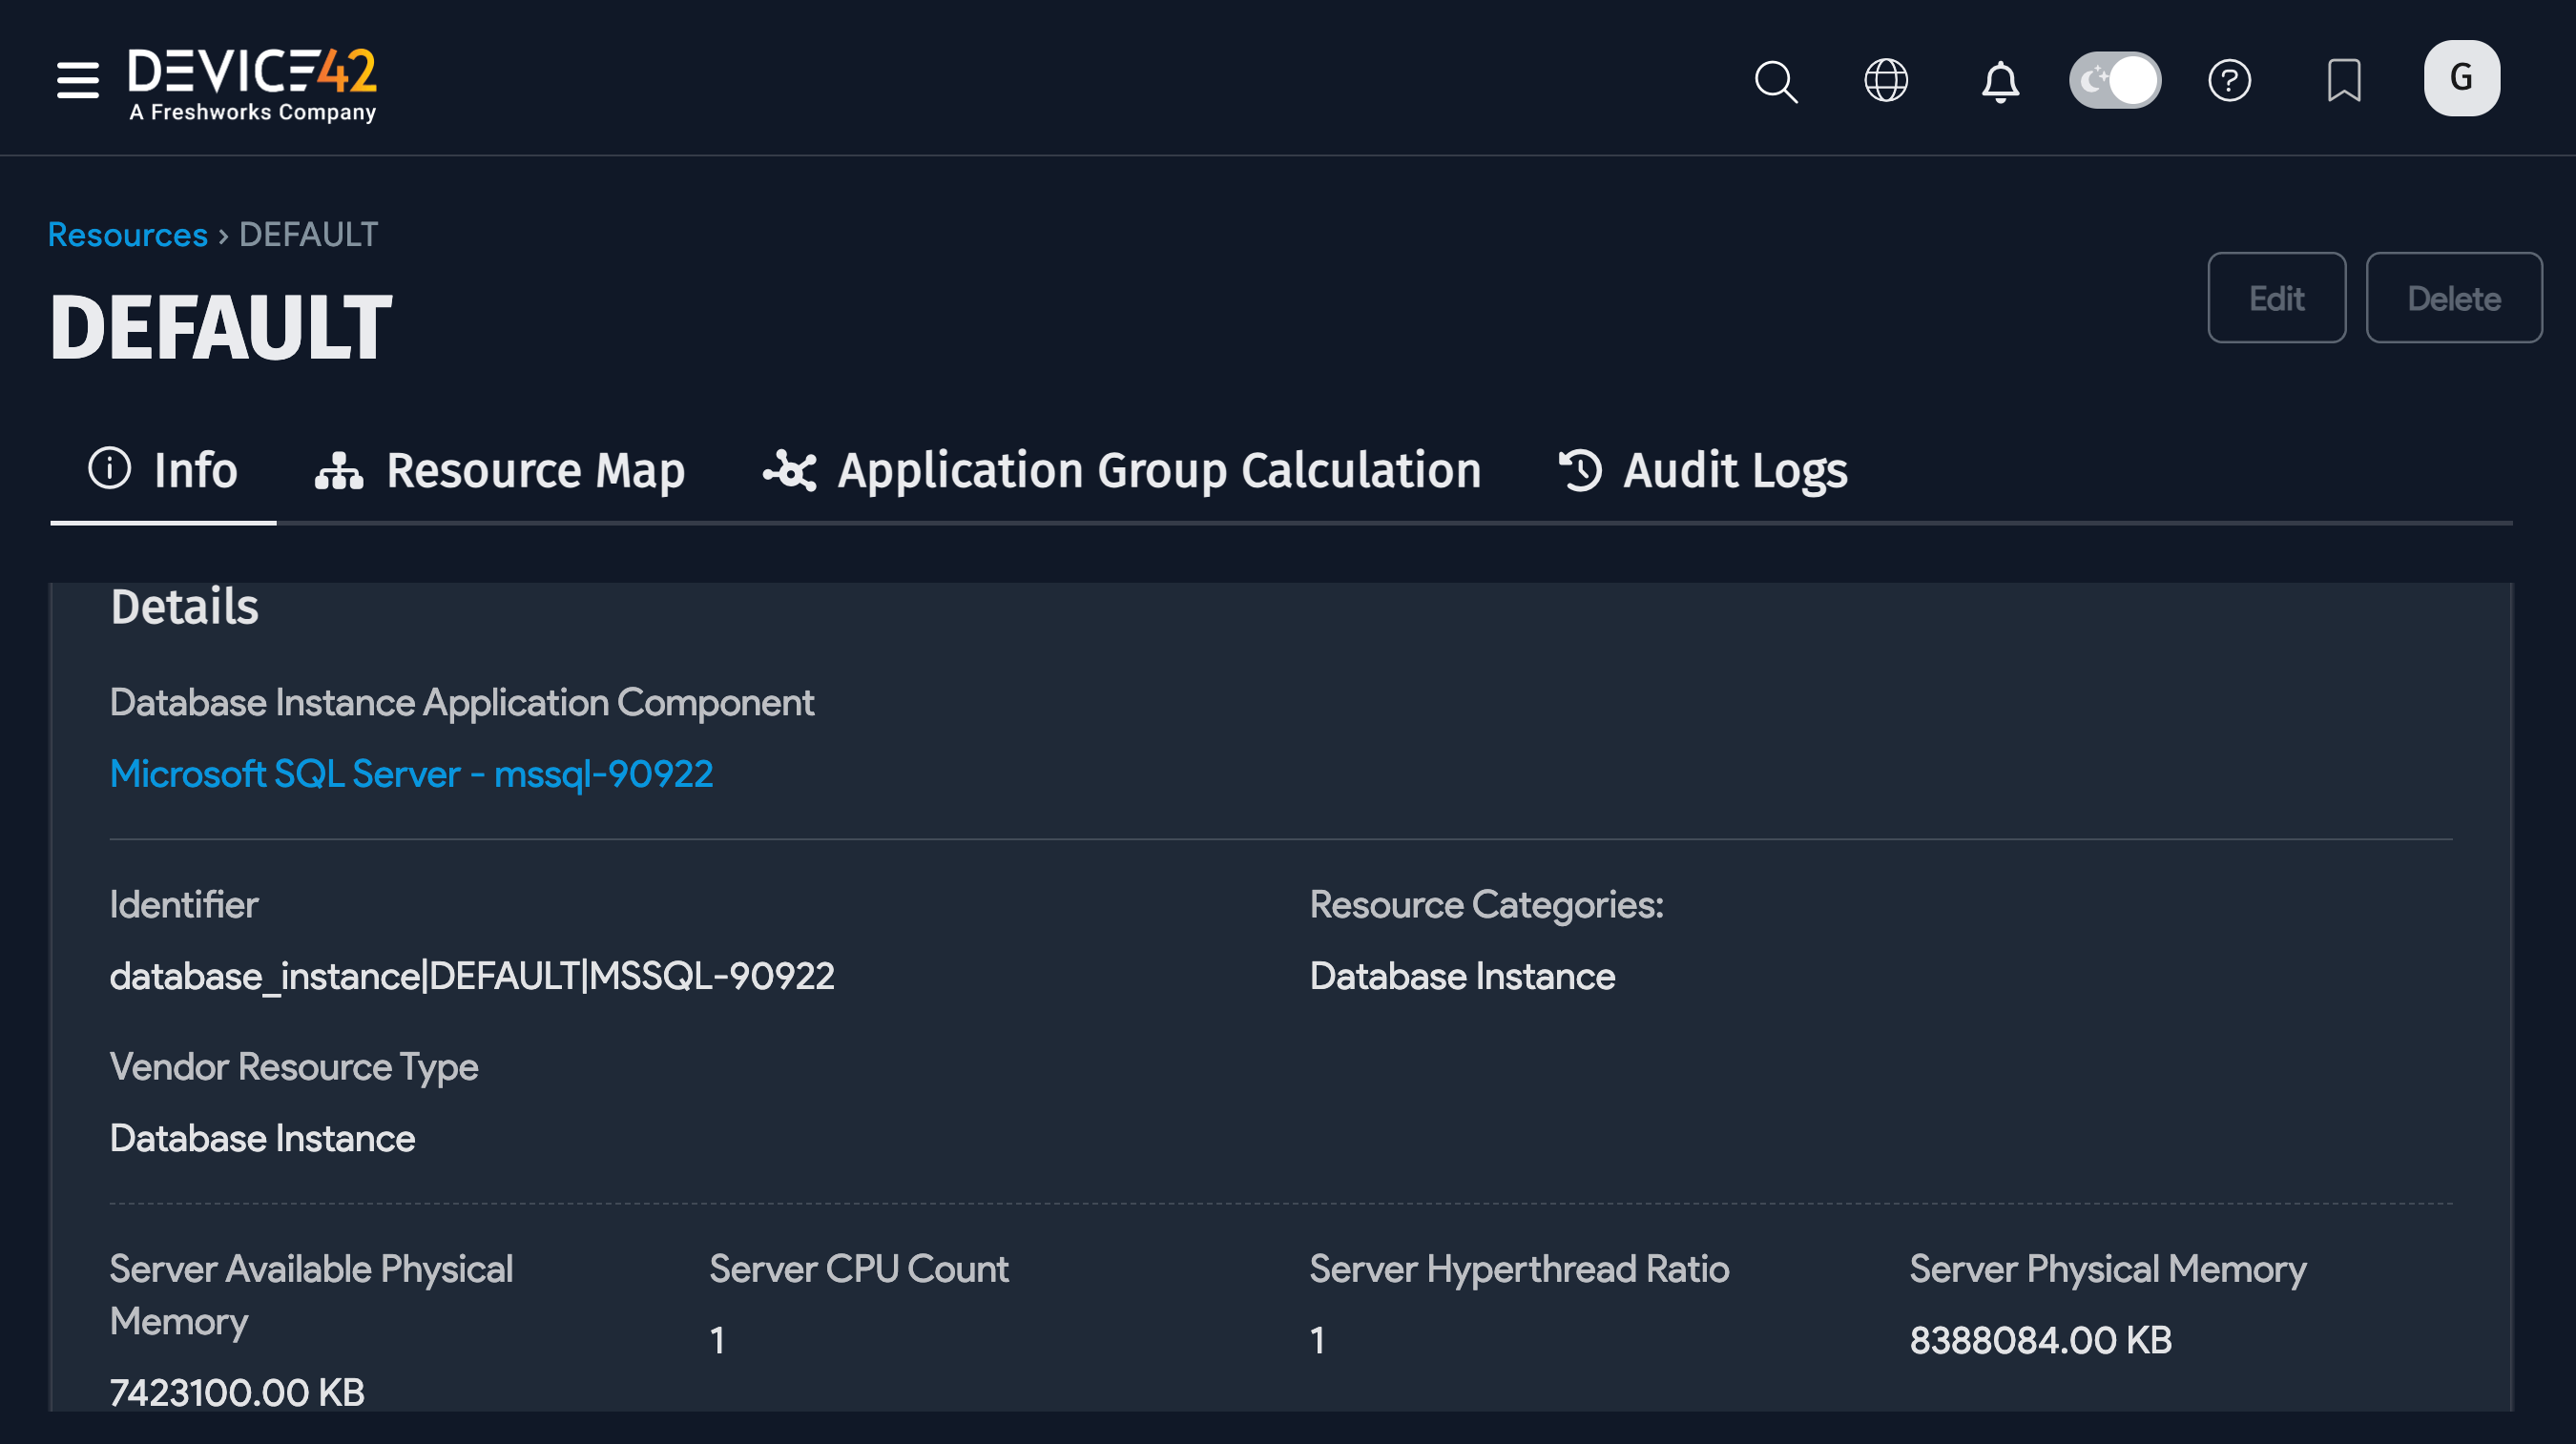 DEVICE42
A Freshworks Company
G
Resources › DEFAULT
DEFAULT
Edit
Delete
Info
Resource Map
Application Group Calculation
Audit Logs
Details
Database Instance Application Component
Microsoft SQL Server - mssql-90922
Identifier
database_instance|DEFAULT|MSSQL-90922
Resource Categories:
Database Instance
Vendor Resource Type
Database Instance
Server Available Physical
Memory
7423100.00 KB
Server CPU Count
1
Server Hyperthread Ratio
1
Server Physical Memory
8388084.00 KB